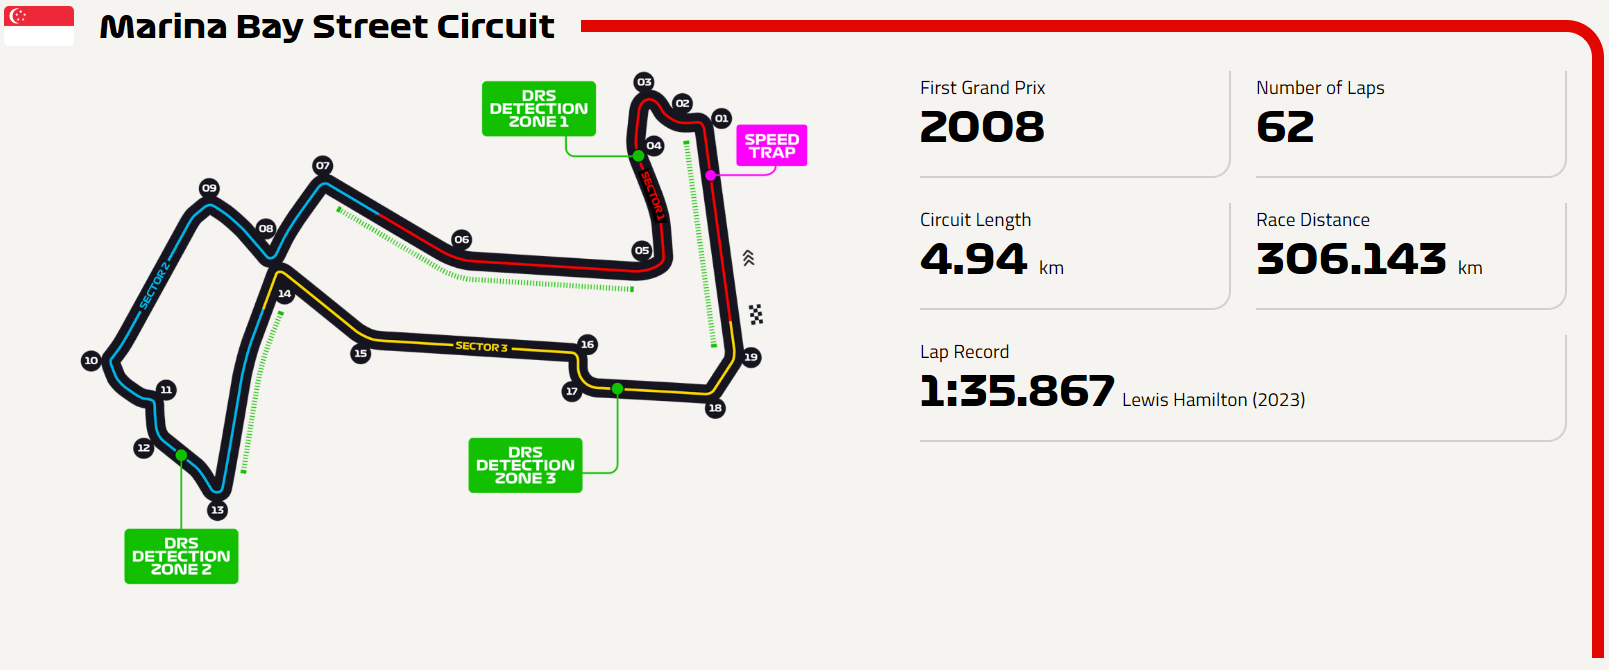 Marina Bay Street Circuit
DRS
DETECTION
ZONE 1
03
02
01
SPEED
TRAP
04
SECTOR 1
07
09
08
06
05
SECTOR 2
14
10
15
SECTOR 3
16
19
11
17
18
12
DRS
DETECTION
ZONE 3
13
DRS
DETECTION
ZONE 2
First Grand Prix
2008
Number of Laps
62
Circuit Length
4.94 km
Race Distance
306.143 km
Lap Record
1:35.867 Lewis Hamilton (2023)